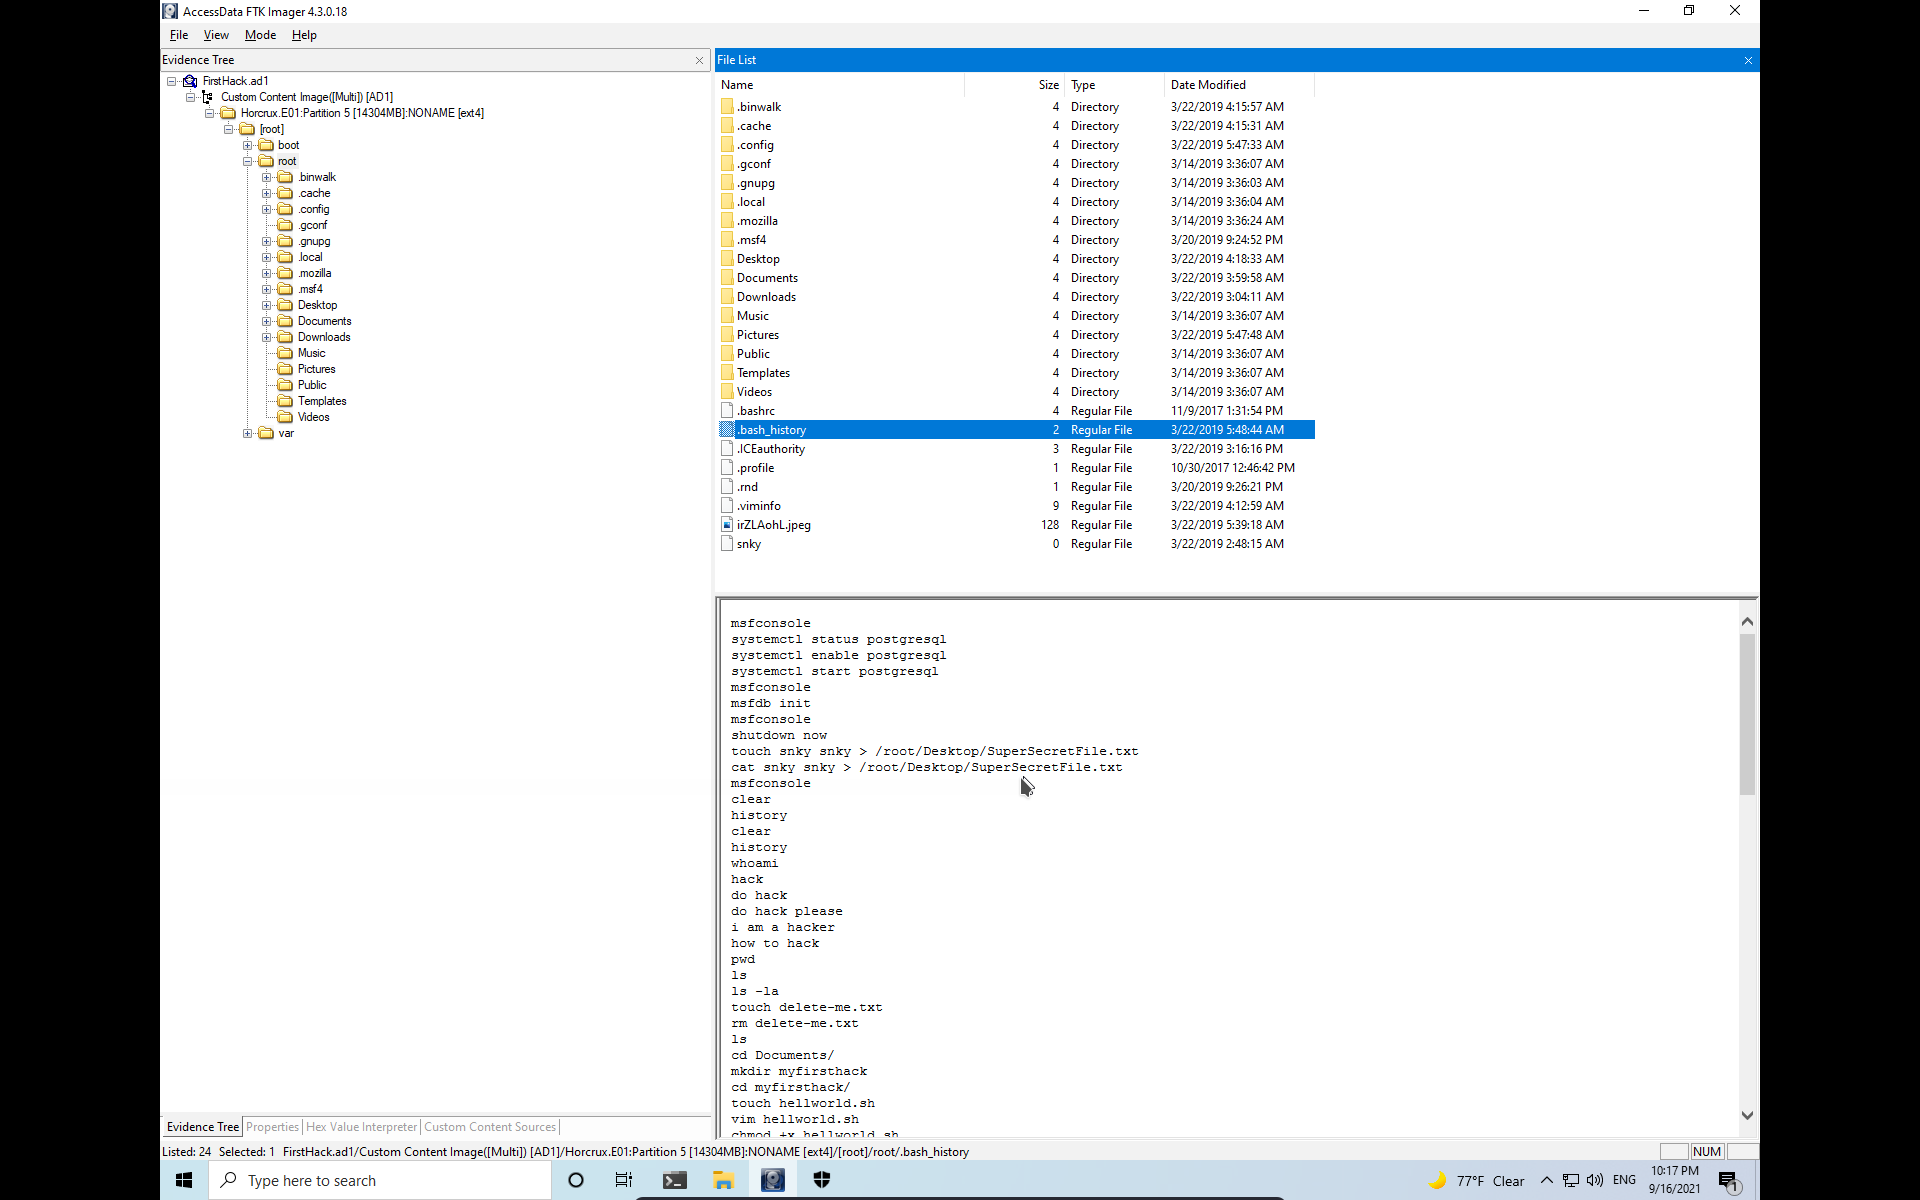 AccessData FTK Imager 4.3.0.18
File View Mode Help
Evidence Tree
FirstHack.ad1
Custom Content Image([Multi]) [AD1]
Horcrux.E01:Partition 5 [14304MB]:NONAME [ext4]
[root]
boot
root
.binwalk
.cache
.config
.gconf
.gnupg
.local
.mozilla
.msf4
Desktop
Documents
Downloads
Music
Pictures
Public
Templates
Videos
var
Evidence Tree Properties Hex Value Interpreter Custom Content Sources
File List
Name Size Type Date Modified
.binwalk 4 Directory 3/22/2019 4:15:57 AM
.cache 4 Directory 3/22/2019 4:15:31 AM
.config 4 Directory 3/22/2019 5:47:33 AM
.gconf 4 Directory 3/14/2019 3:36:07 AM
.gnupg 4 Directory 3/14/2019 3:36:03 AM
.local 4 Directory 3/14/2019 3:36:04 AM
.mozilla 4 Directory 3/14/2019 3:36:24 AM
.msf4 4 Directory 3/20/2019 9:24:52 PM
Desktop 4 Directory 3/22/2019 4:18:33 AM
Documents 4 Directory 3/22/2019 3:59:58 AM
Downloads 4 Directory 3/22/2019 3:04:11 AM
Music 4 Directory 3/14/2019 3:36:07 AM
Pictures 4 Directory 3/22/2019 5:47:48 AM
Public 4 Directory 3/14/2019 3:36:07 AM
Templates 4 Directory 3/14/2019 3:36:07 AM
Videos 4 Directory 3/14/2019 3:36:07 AM
.bashrc 4 Regular File 11/9/2017 1:31:54 PM
.bash_history 2 Regular File 3/22/2019 5:48:44 AM
.ICEauthority 3 Regular File 3/22/2019 3:16:16 PM
.profile 1 Regular File 10/30/2017 12:46:42 PM
.rnd 1 Regular File 3/20/2019 9:26:21 PM
.viminfo 9 Regular File 3/22/2019 4:12:59 AM
irZLAohL.jpeg 128 Regular File 3/22/2019 5:39:18 AM
snky 0 Regular File 3/22/2019 2:48:15 AM
msfconsole
systemctl status postgresql
systemctl enable postgresql
systemctl start postgresql
msfconsole
msfdb init
msfconsole
shutdown now
touch snky snky > /root/Desktop/SuperSecretFile.txt
cat snky snky > /root/Desktop/SuperSecretFile.txt
msfconsole
clear
history
clear
history
whoami
hack
do hack
do hack please
i am a hacker
how to hack
pwd
ls
ls -la
touch delete-me.txt
rm delete-me.txt
ls
cd Documents/
mkdir myfirsthack
cd myfirsthack/
touch hellworld.sh
vim hellworld.sh
chmod +x hellworld.sh
Listed: 24 Selected: 1 FirstHack.ad1/Custom Content Image([Multi]) [AD1]/Horcrux.E01:Partition 5 [14304MB]:NONAME [ext4]/[root]/root/.bash_history
NUM
Type here to search
77°F Clear
ENG
10:17 PM
9/16/2021
1